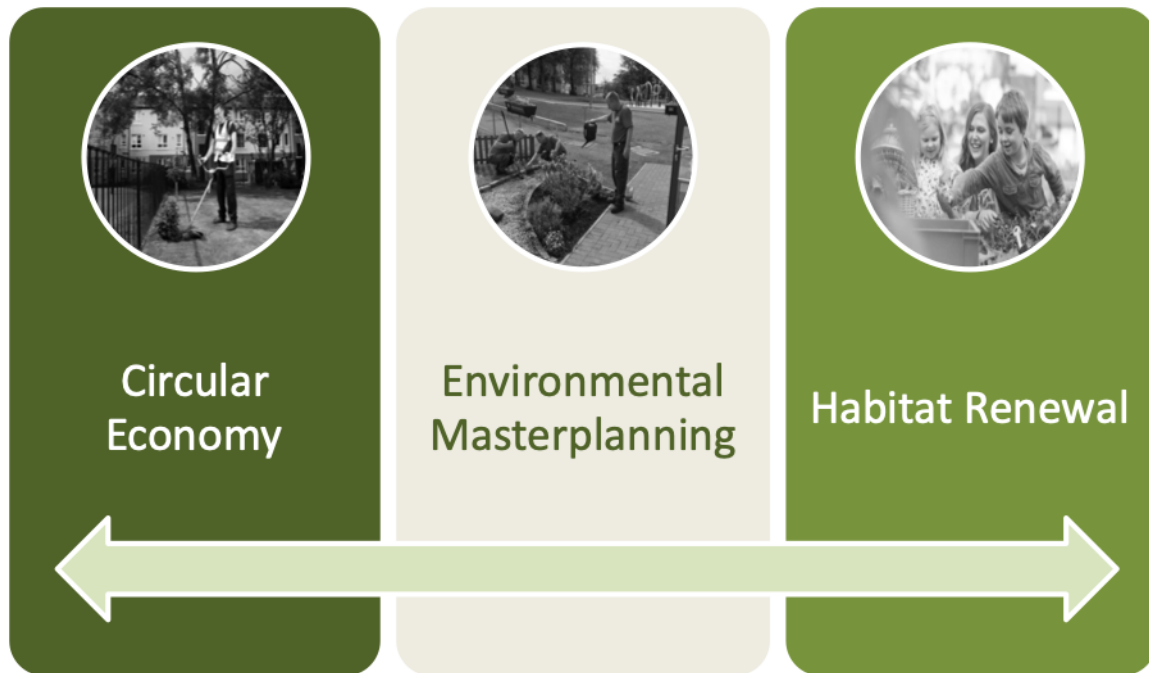 Circular
Economy
Environmental
Masterplanning
Habitat Renewal